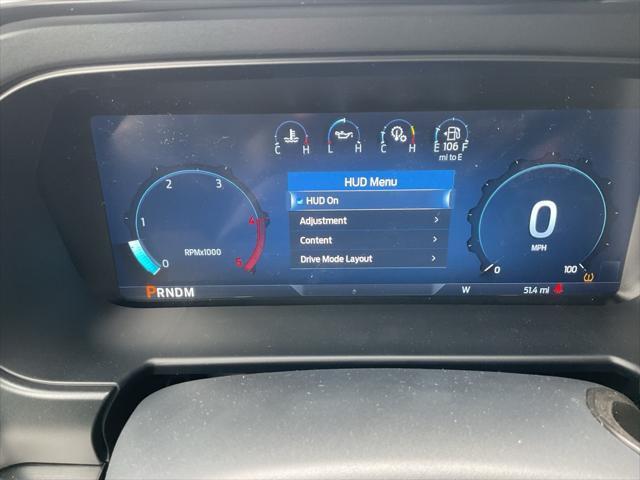 C H
L H
C H
E 106 F
mi to E
HUD Menu
HUD On
Adjustment
Content
Drive Mode Layout
0
1
2
3
4
5
RPMx1000
0
MPH
0
100
PRNDM
W
51.4 mi